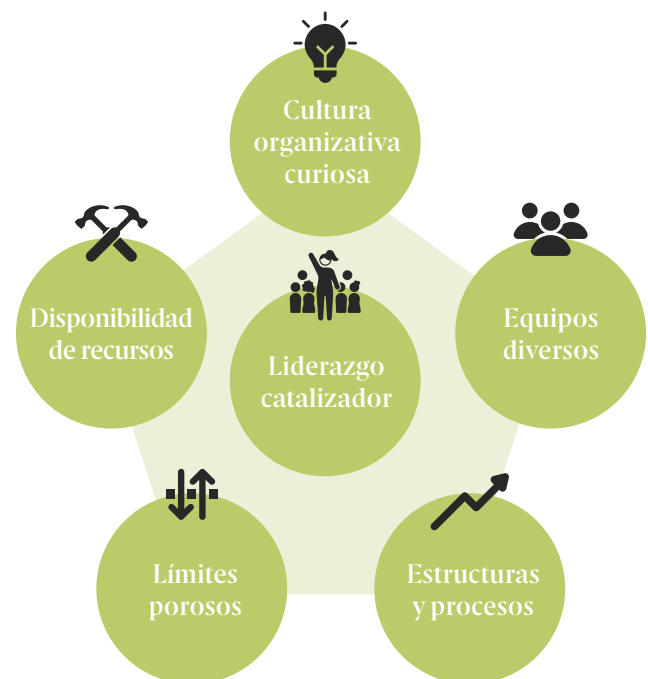 Cultura
organizativa
curiosa
Disponibilidad
de recursos
Equipos
diversos
Liderazgo
catalizador
Límites
porosos
Estructuras
y procesos